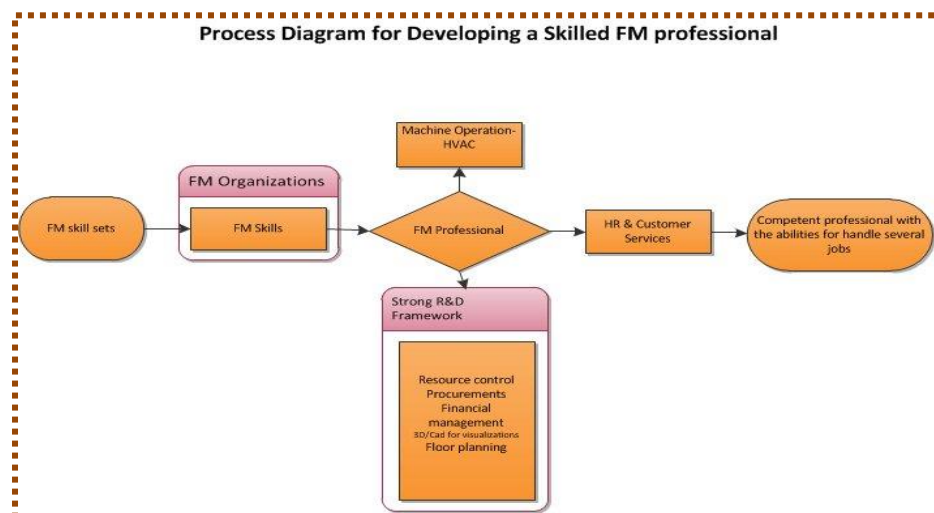 Process Diagram for Developing a Skilled FM professional
Machine Operation-
HVAC
FM Organizations
FM skill sets
FM Skills
FM Professional
HR & Customer
Services
Competent professional with
the abilities for handle several
jobs
Strong R&D
Framework
Resource control
Procurements
Financial
management
3D/Cad for visualizations
Floor planning